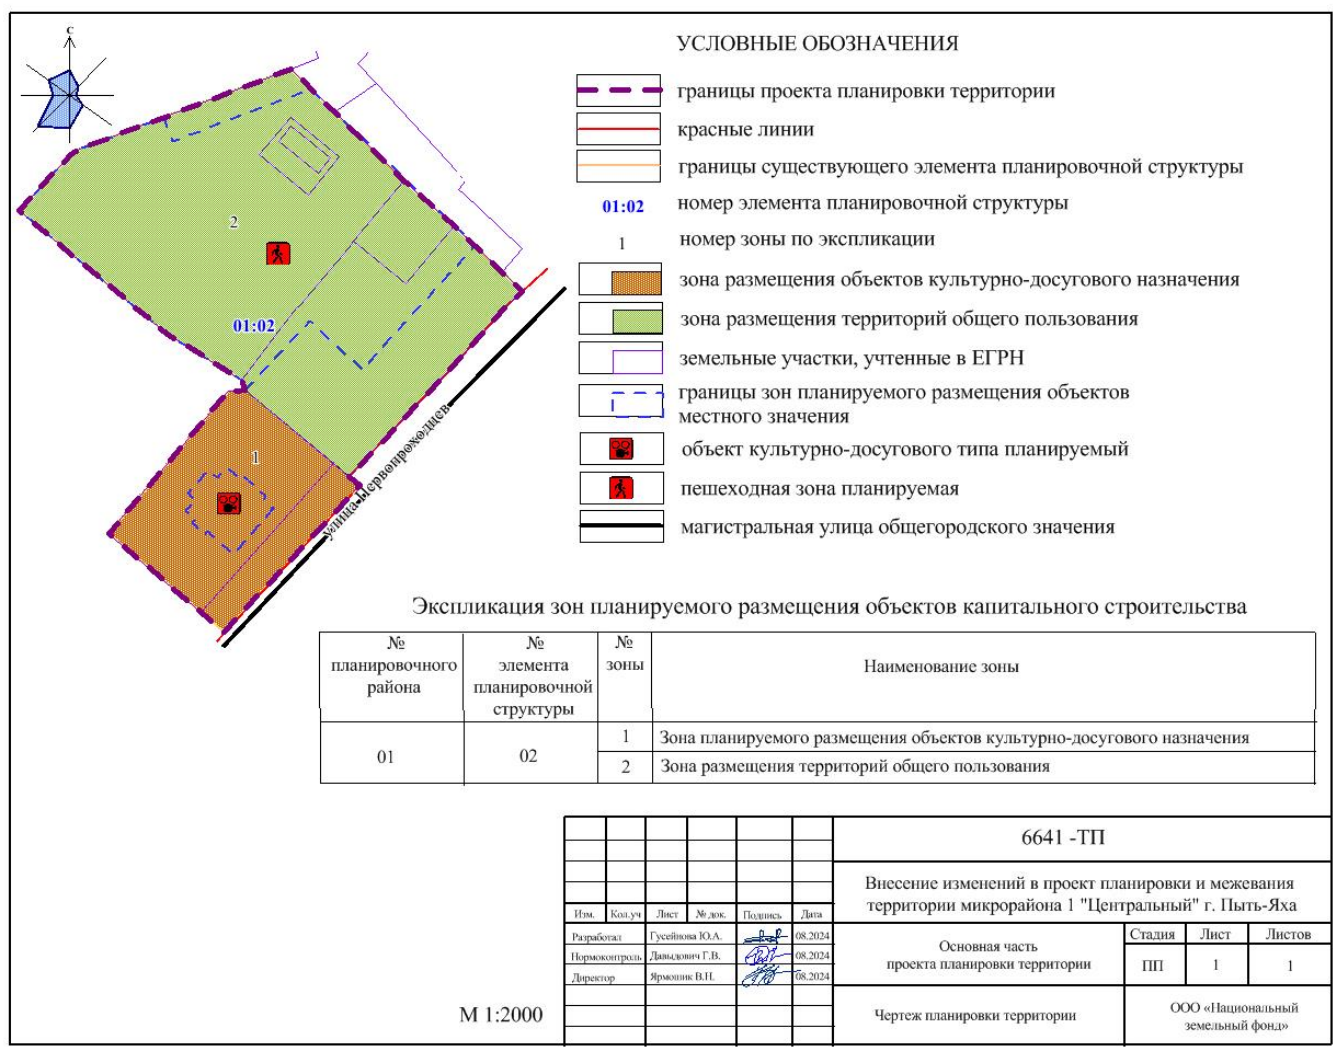 С
УСЛОВНЫЕ ОБОЗНАЧЕНИЯ
границы проекта планировки территории
красные линии
границы существующего элемента планировочной структуры
01:02 номер элемента планировочной структуры
1 номер зоны по экспликации
зона размещения объектов культурно-досугового назначения
зона размещения территорий общего пользования
земельные участки, учтенные в ЕГРН
границы зон планируемого размещения объектов
местного значения
объект культурно-досугового типа планируемый
пешеходная зона планируемая
магистральная улица общегородского значения
2
01:02
1
улица Первопроходцев
Экспликация зон планируемого размещения объектов капитального строительства
№
планировочного
района
№
элемента
планировочной
структуры
№
зоны
Наименование зоны
01
02
1 Зона планируемого размещения объектов культурно-досугового назначения
2 Зона размещения территорий общего пользования
6641 -ТП
Внесение изменений в проект планировки и межевания
территории микрорайона 1 "Центральный" г. Пыть-Яха
Изм. Кол.уч Лист № док. Подпись Дата
Разработал Гусейнова Ю.А. 08.2024
Нормоконтроль Давыдович Г.В. 08.2024
Директор Ярмошик В.Н. 08.2024
Основная часть
проекта планировки территории
Стадия Лист Листов
ПП 1 1
Чертеж планировки территории
ООО «Национальный
земельный фонд»
М 1:2000